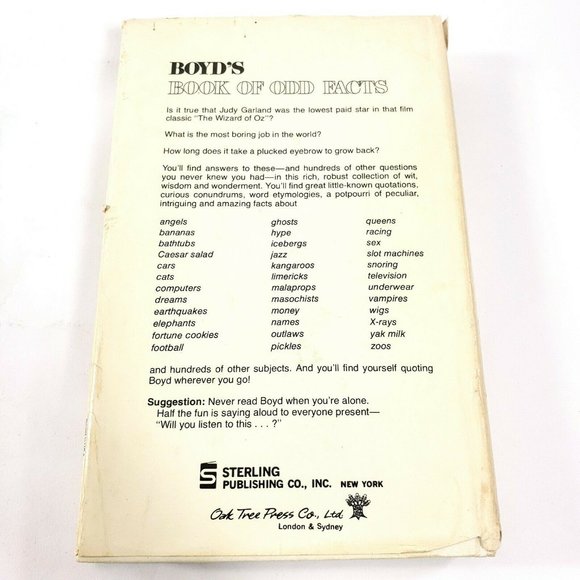 BOYD'S
BOOK OF ODD FACTS
Is it true that Judy Garland was the lowest paid star in that film
classic "The Wizard of Oz"?
What is the most boring job in the world?
How long does it take a plucked eyebrow to grow back?
You'll find answers to these—and hundreds of other questions
you never knew you had—in this rich, robust collection of wit,
wisdom and wonderment. You'll find great little-known quotations,
curious conundrums, word etymologies, a potpourri of peculiar,
intriguing and amazing facts about
angels ghosts queens
bananas hype racing
bathtubs icebergs sex
Caesar salad jazz slot machines
cars kangaroos snoring
cats limericks television
computers malaprops underwear
dreams masochists vampires
earthquakes money wigs
elephants names X-rays
fortune cookies outlaws yak milk
football pickles zoos
and hundreds of other subjects. And you'll find yourself quoting
Boyd wherever you go!
Suggestion: Never read Boyd when you're alone.
Half the fun is saying aloud to everyone present—
"Will you listen to this . . . ?"
STERLING
PUBLISHING CO., INC. NEW YORK
Oak Tree Press Co., Ltd.
London & Sydney